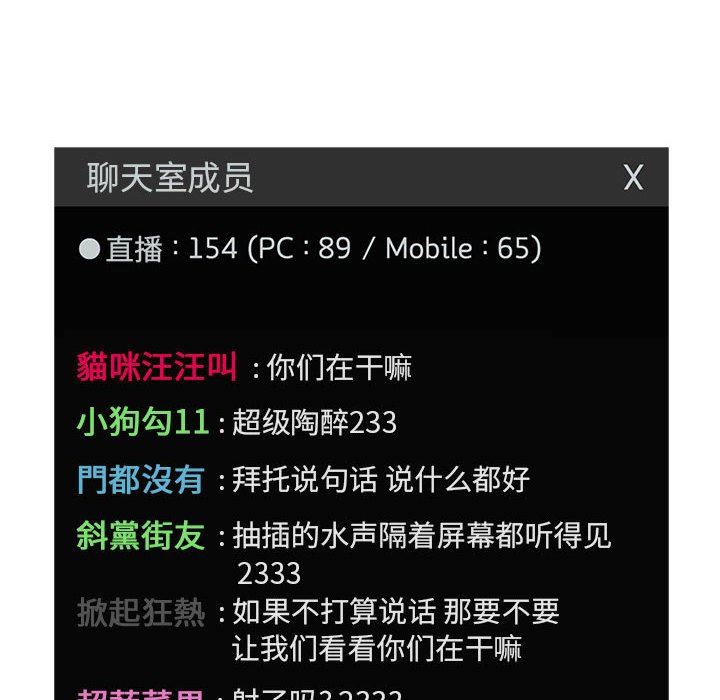 聊天室成员 X
●直播：154 (PC：89 / Mobile：65)
貓咪汪汪叫：你们在干嘛
小狗勾11：超级陶醉233
門都沒有：拜托说句话 说什么都好
斜黨街友：抽插的水声隔着屏幕都听得见
2333
掀起狂熱：如果不打算说话 那要不要
让我们看看你们在干嘛
射了吗?2333